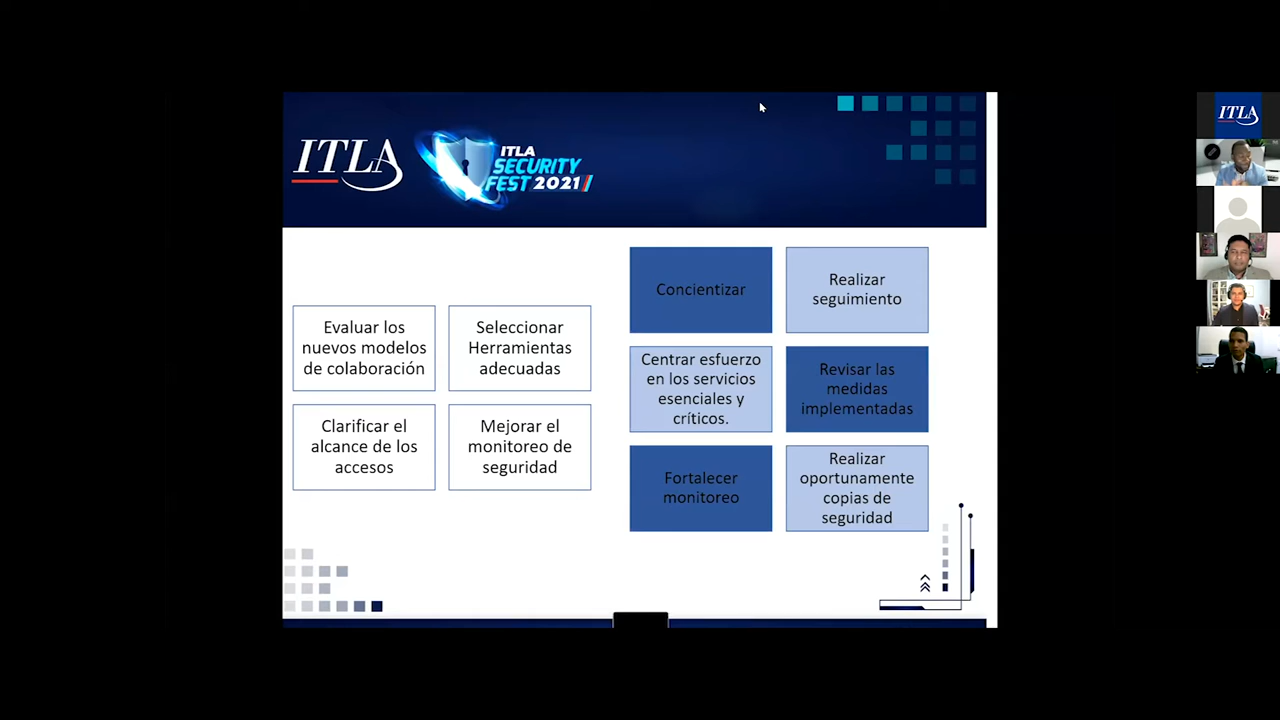 ITLA
ITLA
SECURITY
FEST 2021
Evaluar los
nuevos modelos
de colaboración
Seleccionar
Herramientas
adecuadas
Clarificar el
alcance de los
accesos
Mejorar el
monitoreo de
seguridad
Concientizar
Realizar
seguimiento
Centrar esfuerzo
en los servicios
esenciales y
críticos.
Revisar las
medidas
implementadas
Fortalecer
monitoreo
Realizar
oportunamente
copias de
seguridad
ITLA